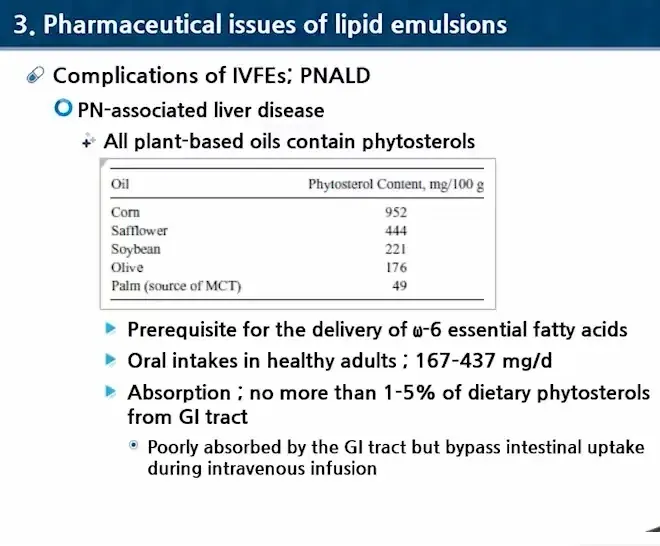 3. Pharmaceutical issues of lipid emulsions
Complications of IVFEs; PNALD
PN-associated liver disease
All plant-based oils contain phytosterols
Oil Phytosterol Content, mg/100 g
Corn 952
Safflower 444
Soybean 221
Olive 176
Palm (source of MCT) 49
Prerequisite for the delivery of ω-6 essential fatty acids
Oral intakes in healthy adults ; 167-437 mg/d
Absorption ; no more than 1-5% of dietary phytosterols
from GI tract
Poorly absorbed by the GI tract but bypass intestinal uptake
during intravenous infusion